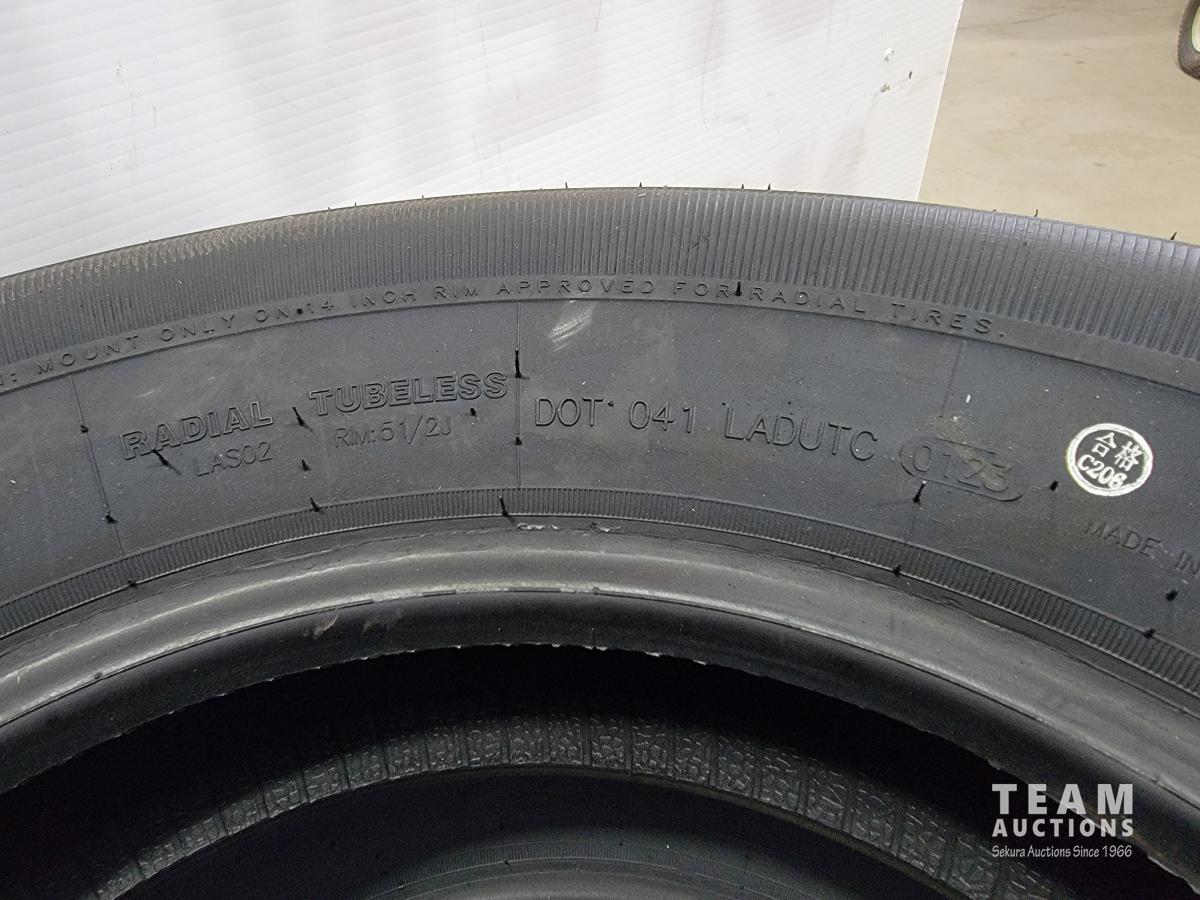 : MOUNT ONLY ON 14 INCH RIM APPROVED FOR RADIAL TIRES.
RADIAL TUBELESS
LAS02 RIM:51/2J
DOT 041 LADUTC 0123
合格
C206
MADE IN
TEAM
AUCTIONS
Sekura Auctions Since 1966